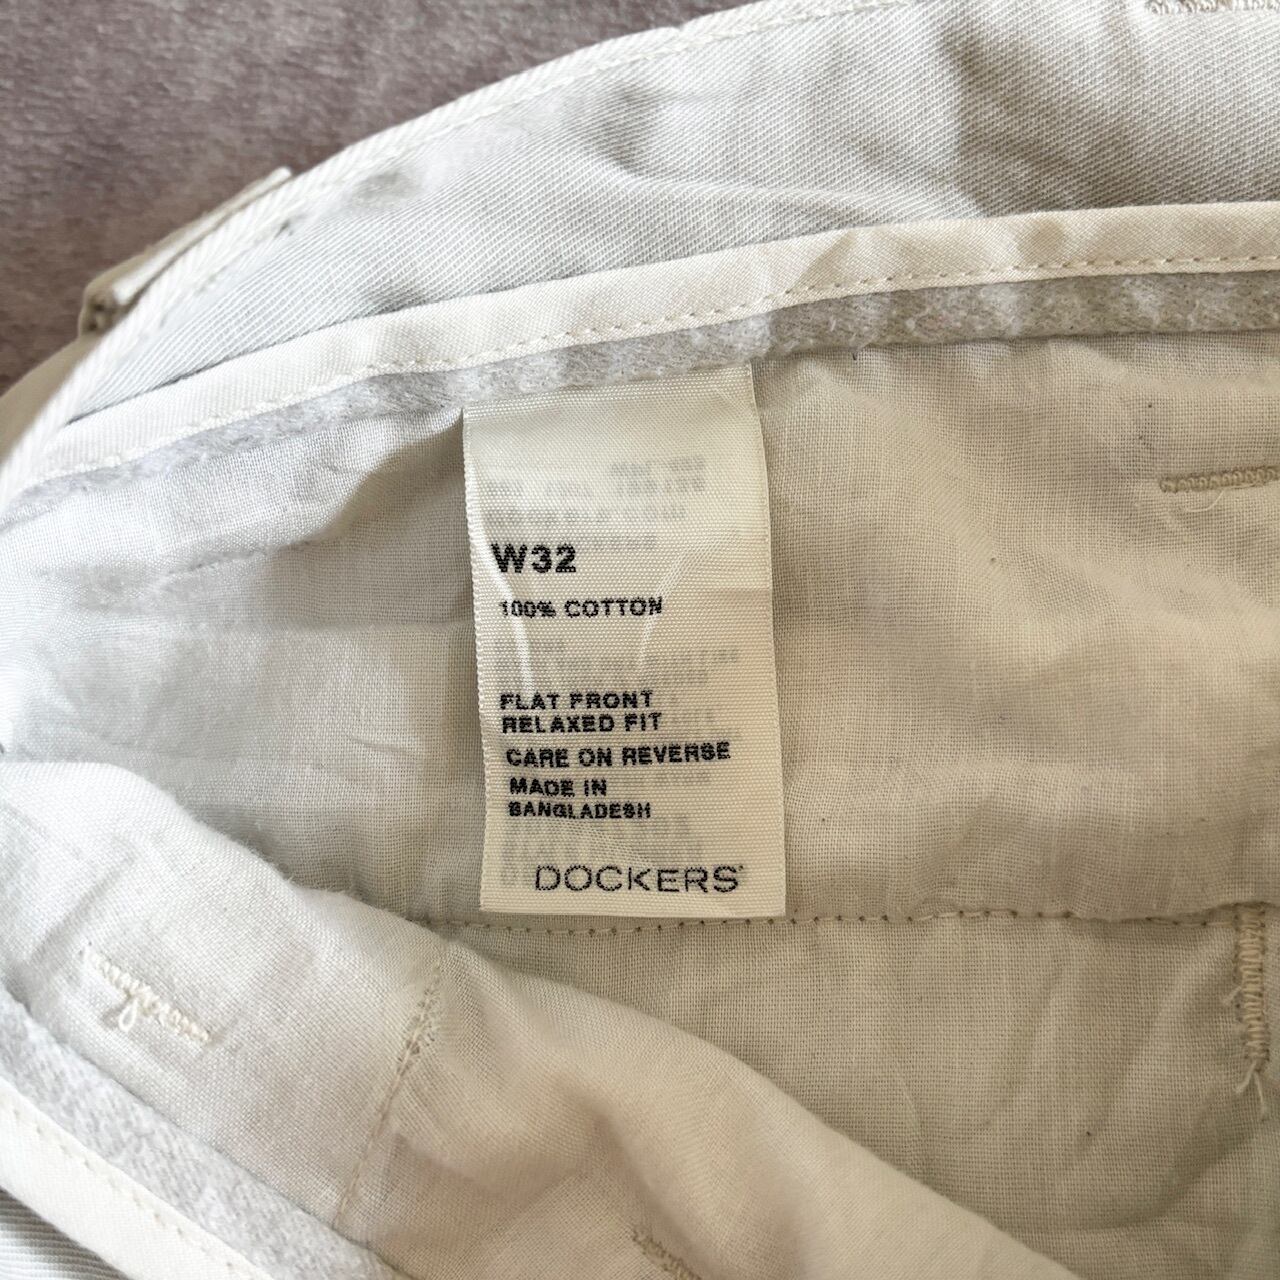 W32
100% COTTON
FLAT FRONT
RELAXED FIT
CARE ON REVERSE
MADE IN
BANGLADESH
DOCKERS®